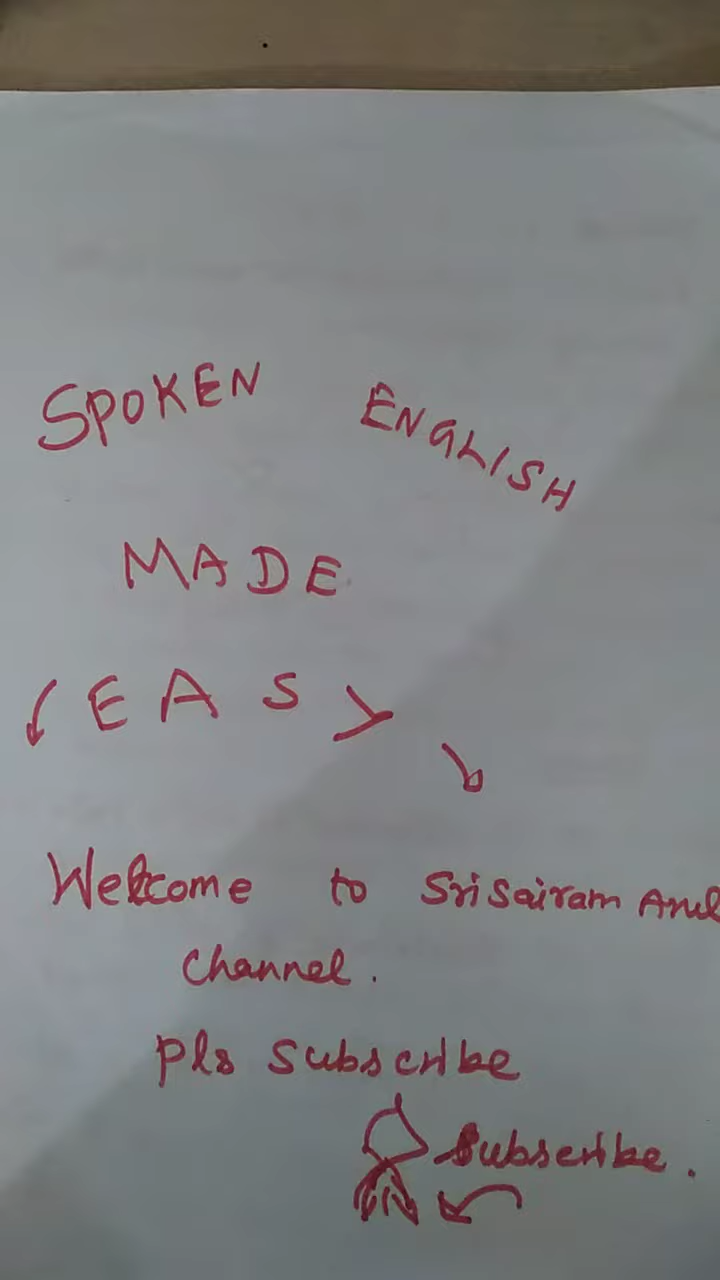 SPOKEN ENGLISH
MADE
EASY
Welcome to Srisairam
channel.
Pls subscribe
subscribe.